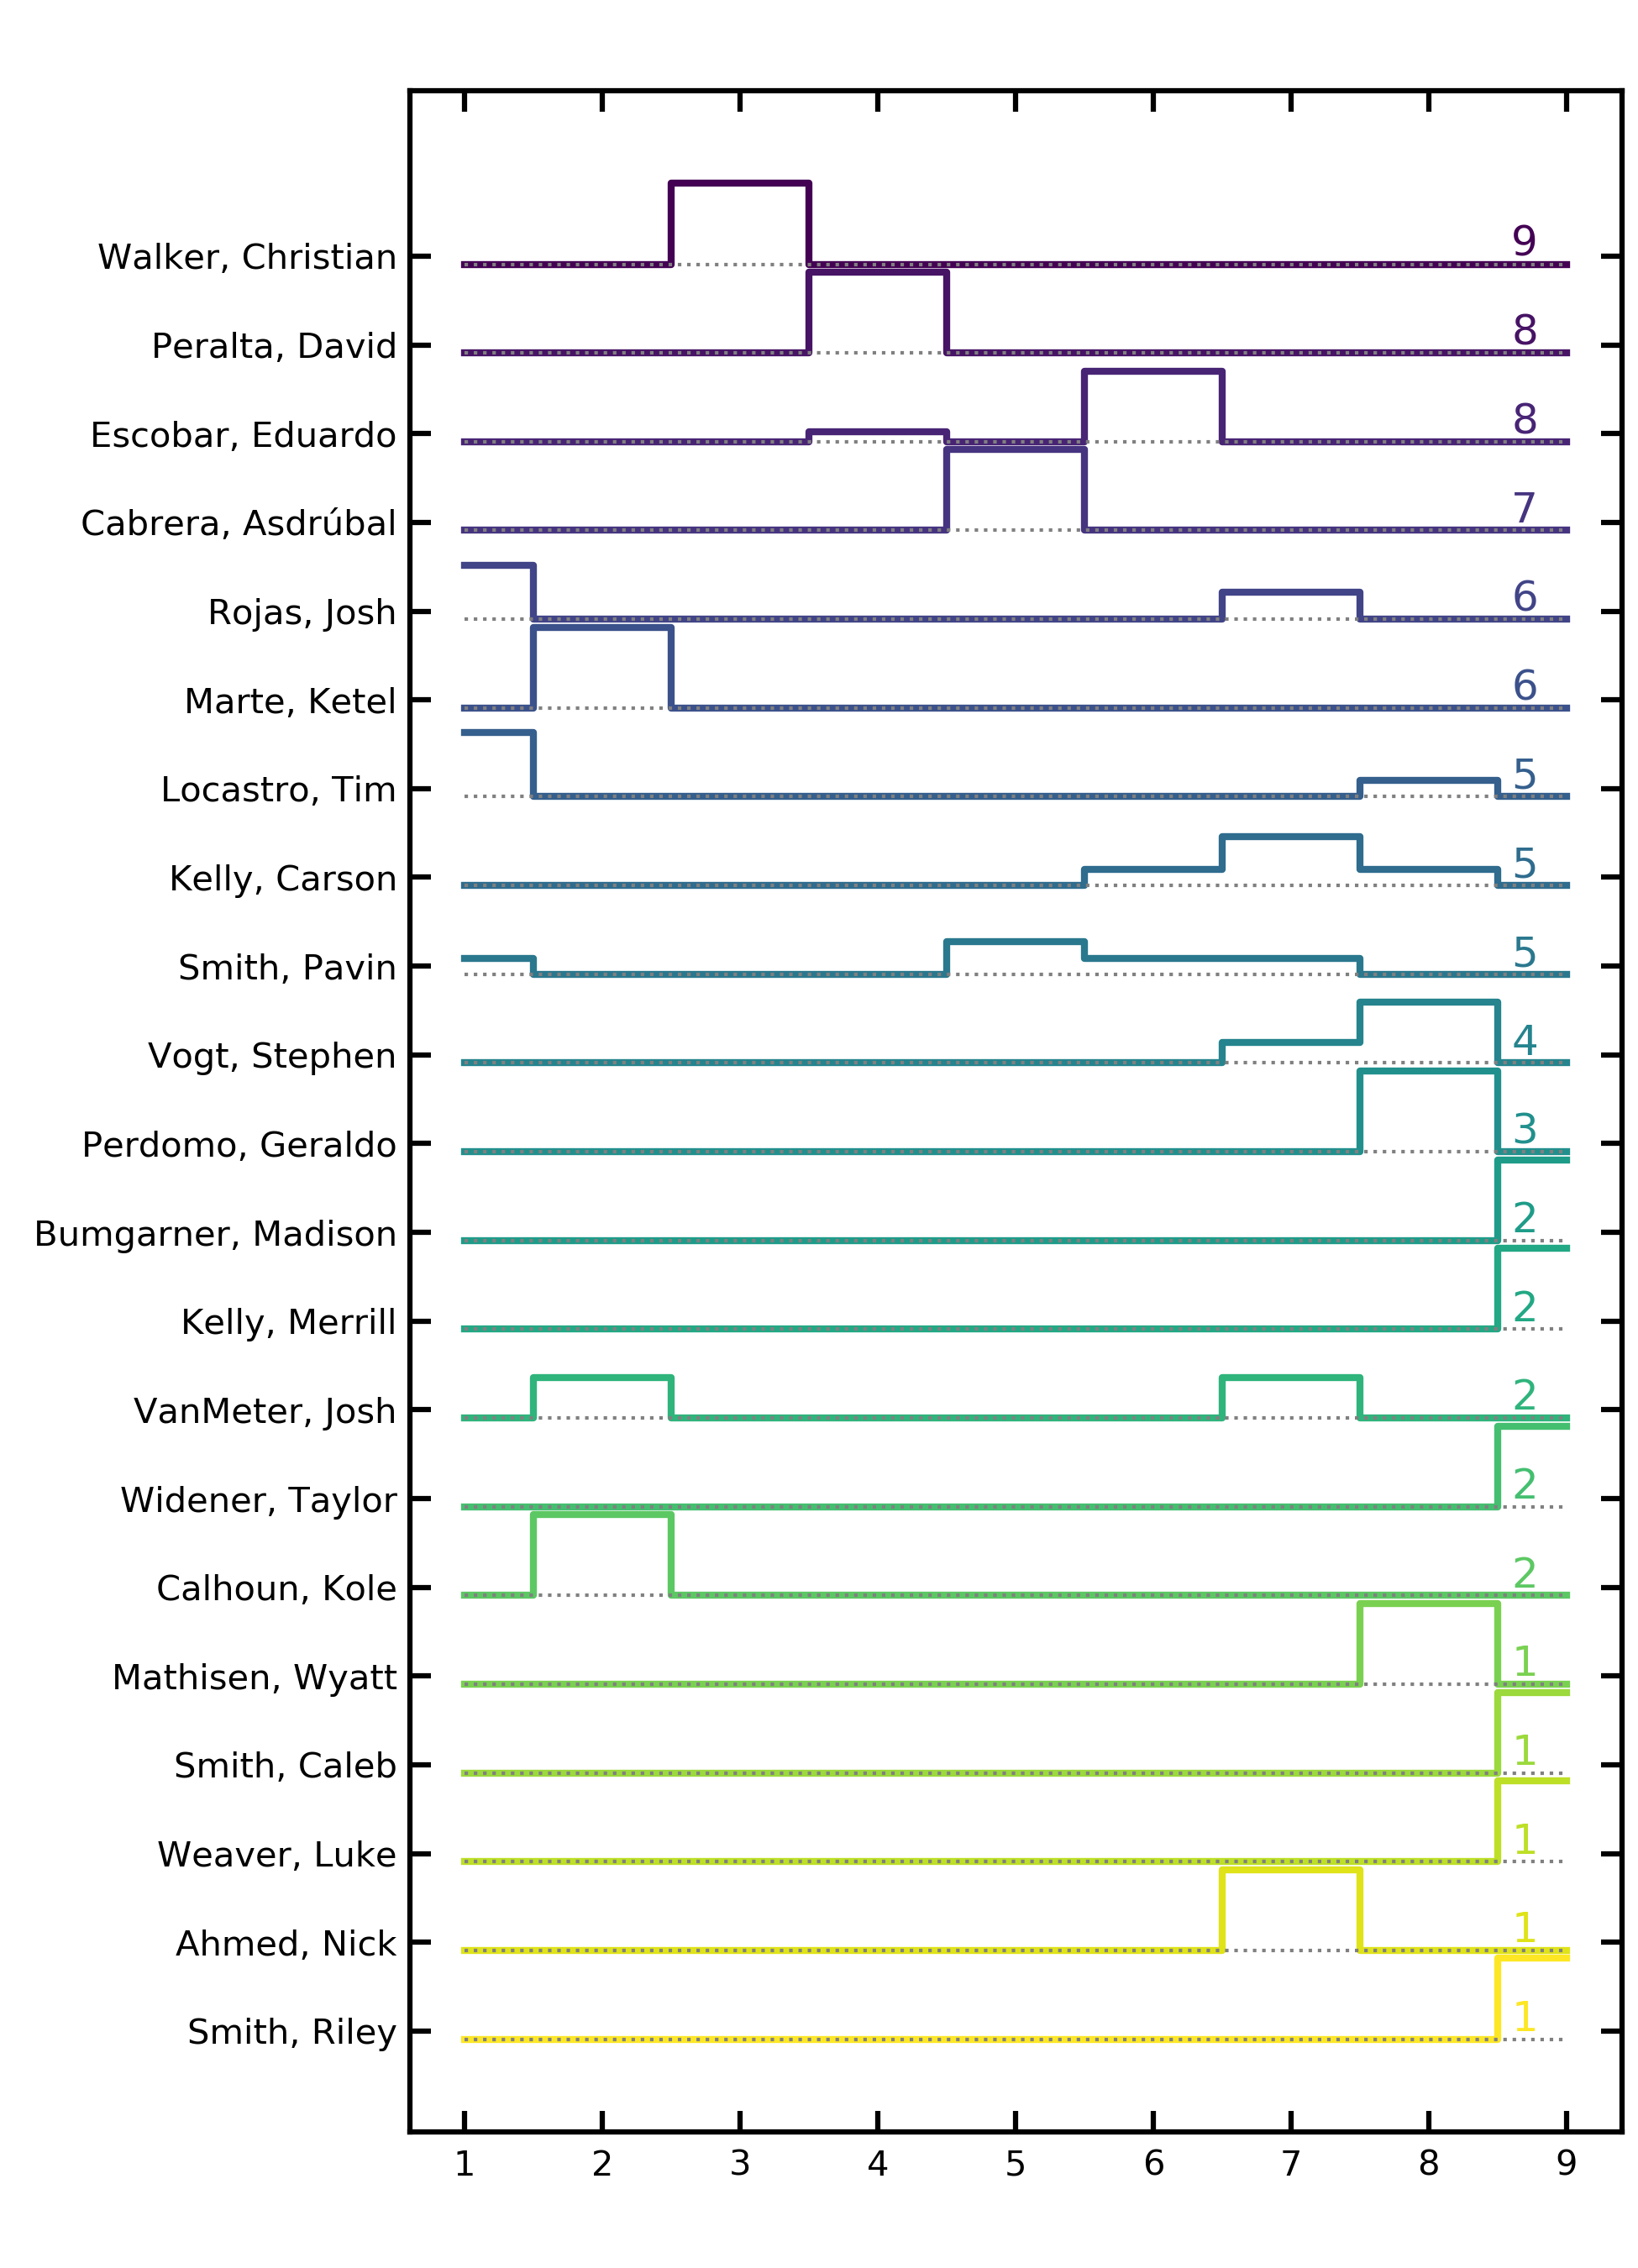 Walker, Christian 9
Peralta, David 8
Escobar, Eduardo 8
Cabrera, Asdrúbal 7
Rojas, Josh 6
Marte, Ketel 6
Locastro, Tim 5
Kelly, Carson 5
Smith, Pavin 5
Vogt, Stephen 4
Perdomo, Geraldo 3
Bumgarner, Madison 2
Kelly, Merrill 2
VanMeter, Josh 2
Widener, Taylor 2
Calhoun, Kole 2
Mathisen, Wyatt 1
Smith, Caleb 1
Weaver, Luke 1
Ahmed, Nick 1
Smith, Riley 1
1 2 3 4 5 6 7 8 9